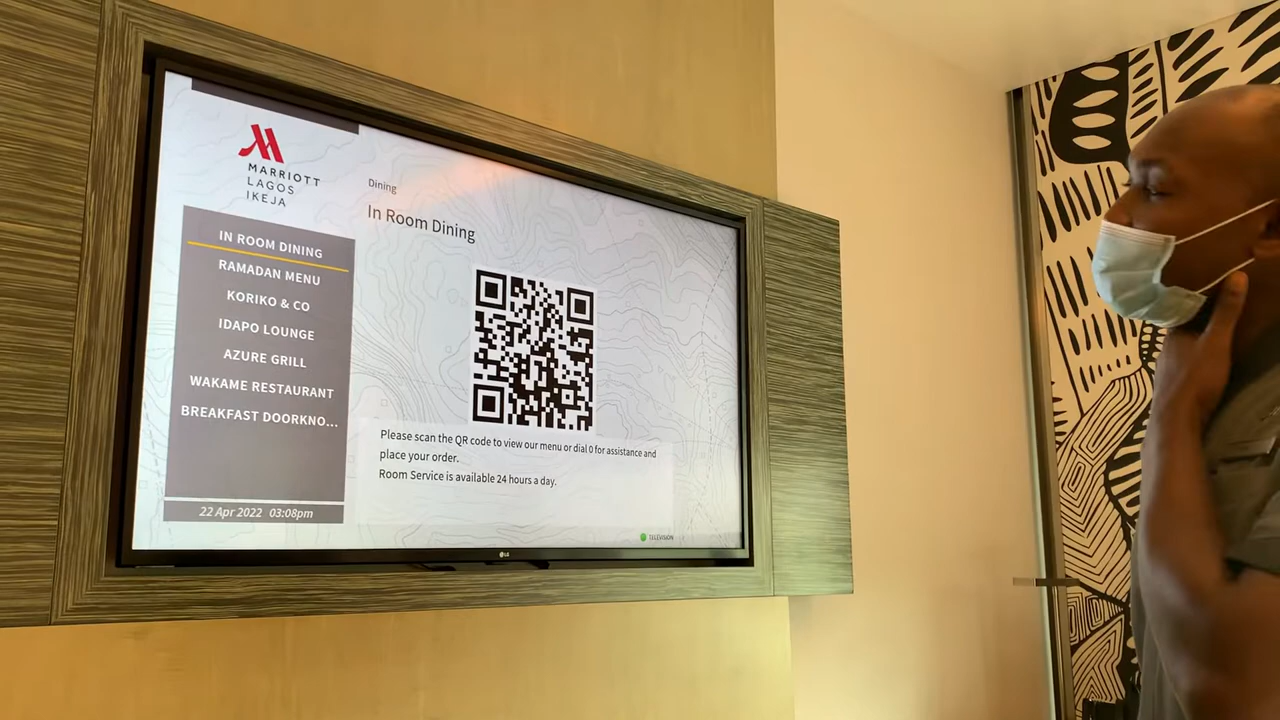 MARRIOTT
LAGOS
IKEJA
IN ROOM DINING
RAMADAN MENU
KORIKO & CO
IDAPO LOUNGE
AZURE GRILL
WAKAME RESTAURANT
BREAKFAST DOORKNO...
22 Apr 2022 03:08pm
Dining
In Room Dining
Please scan the QR code to view our menu or dial 0 for assistance and
place your order.
Room Service is available 24 hours a day.
TELEVISION
LG